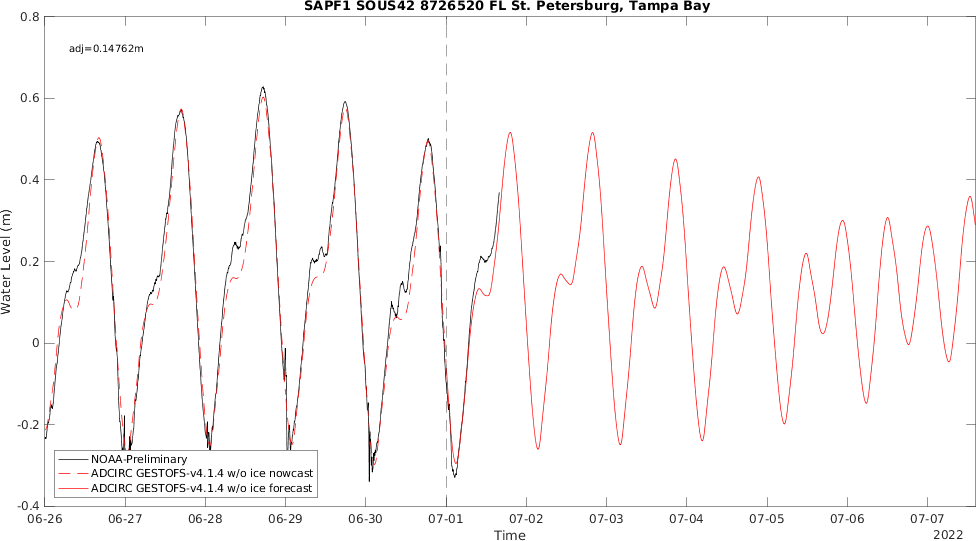 SAPF1 SOUS42 8726520 FL St. Petersburg, Tampa Bay
adj=0.14762m
0.8
0.6
0.4
0.2
0
-0.2
-0.4
Water Level (m)
NOAA-Preliminary
ADCIRC GESTOFS-v4.1.4 w/o ice nowcast
ADCIRC GESTOFS-v4.1.4 w/o ice forecast
06-26 06-27 06-28 06-29 06-30 07-01 07-02 07-03 07-04 07-05 07-06 07-07
Time
2022